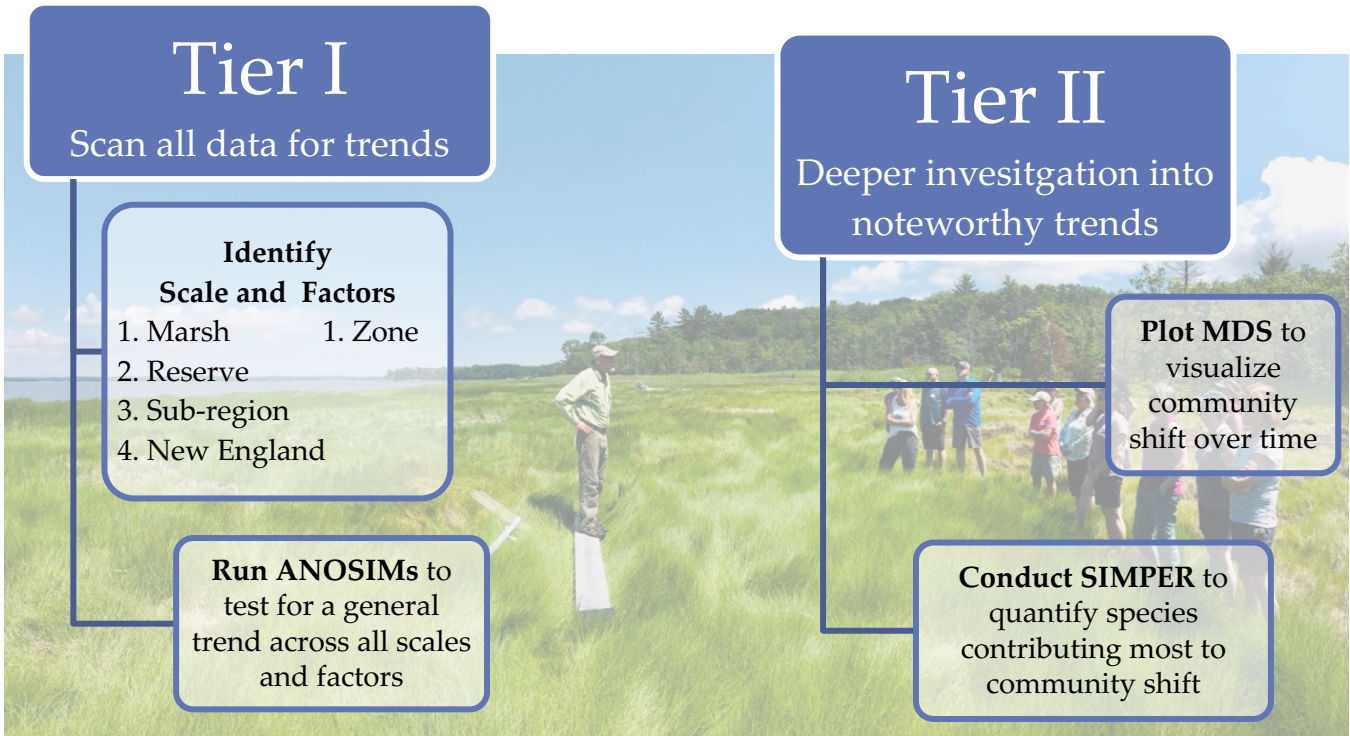 Tier I
Scan all data for trends
Identify
Scale and Factors
1. Marsh 1. Zone
2. Reserve
3. Sub-region
4. New England
Run ANOSIMs to
test for a general
trend across all scales
and factors
Tier II
Deeper invesitgation into
noteworthy trends
Plot MDS to
visualize
community
shift over time
Conduct SIMPER to
quantify species
contributing most to
community shift